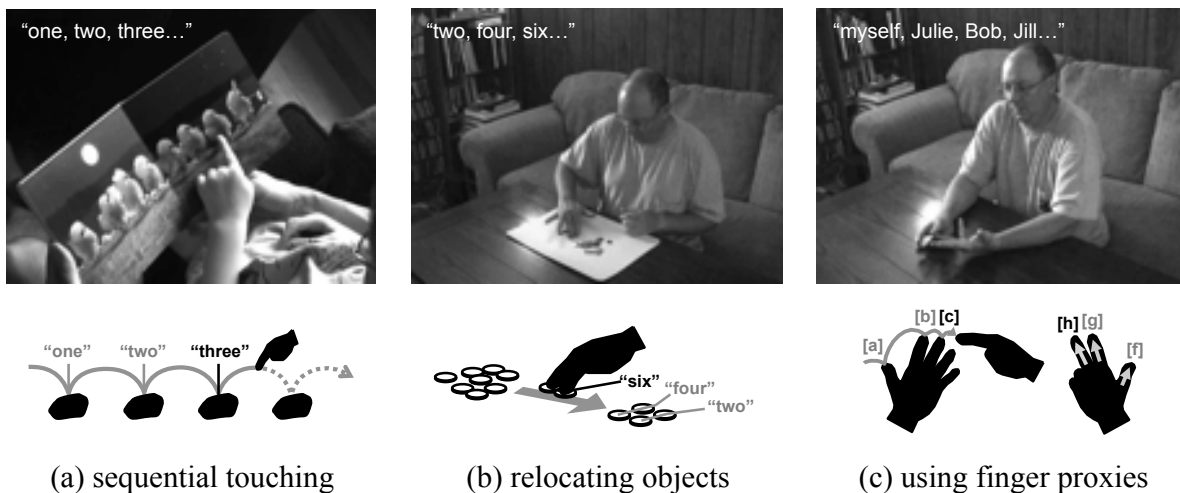 “one, two, three…”
“two, four, six…”
“myself, Julie, Bob, Jill…”
“one” “two” “three”
“six”
“four”
“two”
[a] [b] [c]
[h] [g] [f]
(a) sequential touching
(b) relocating objects
(c) using finger proxies